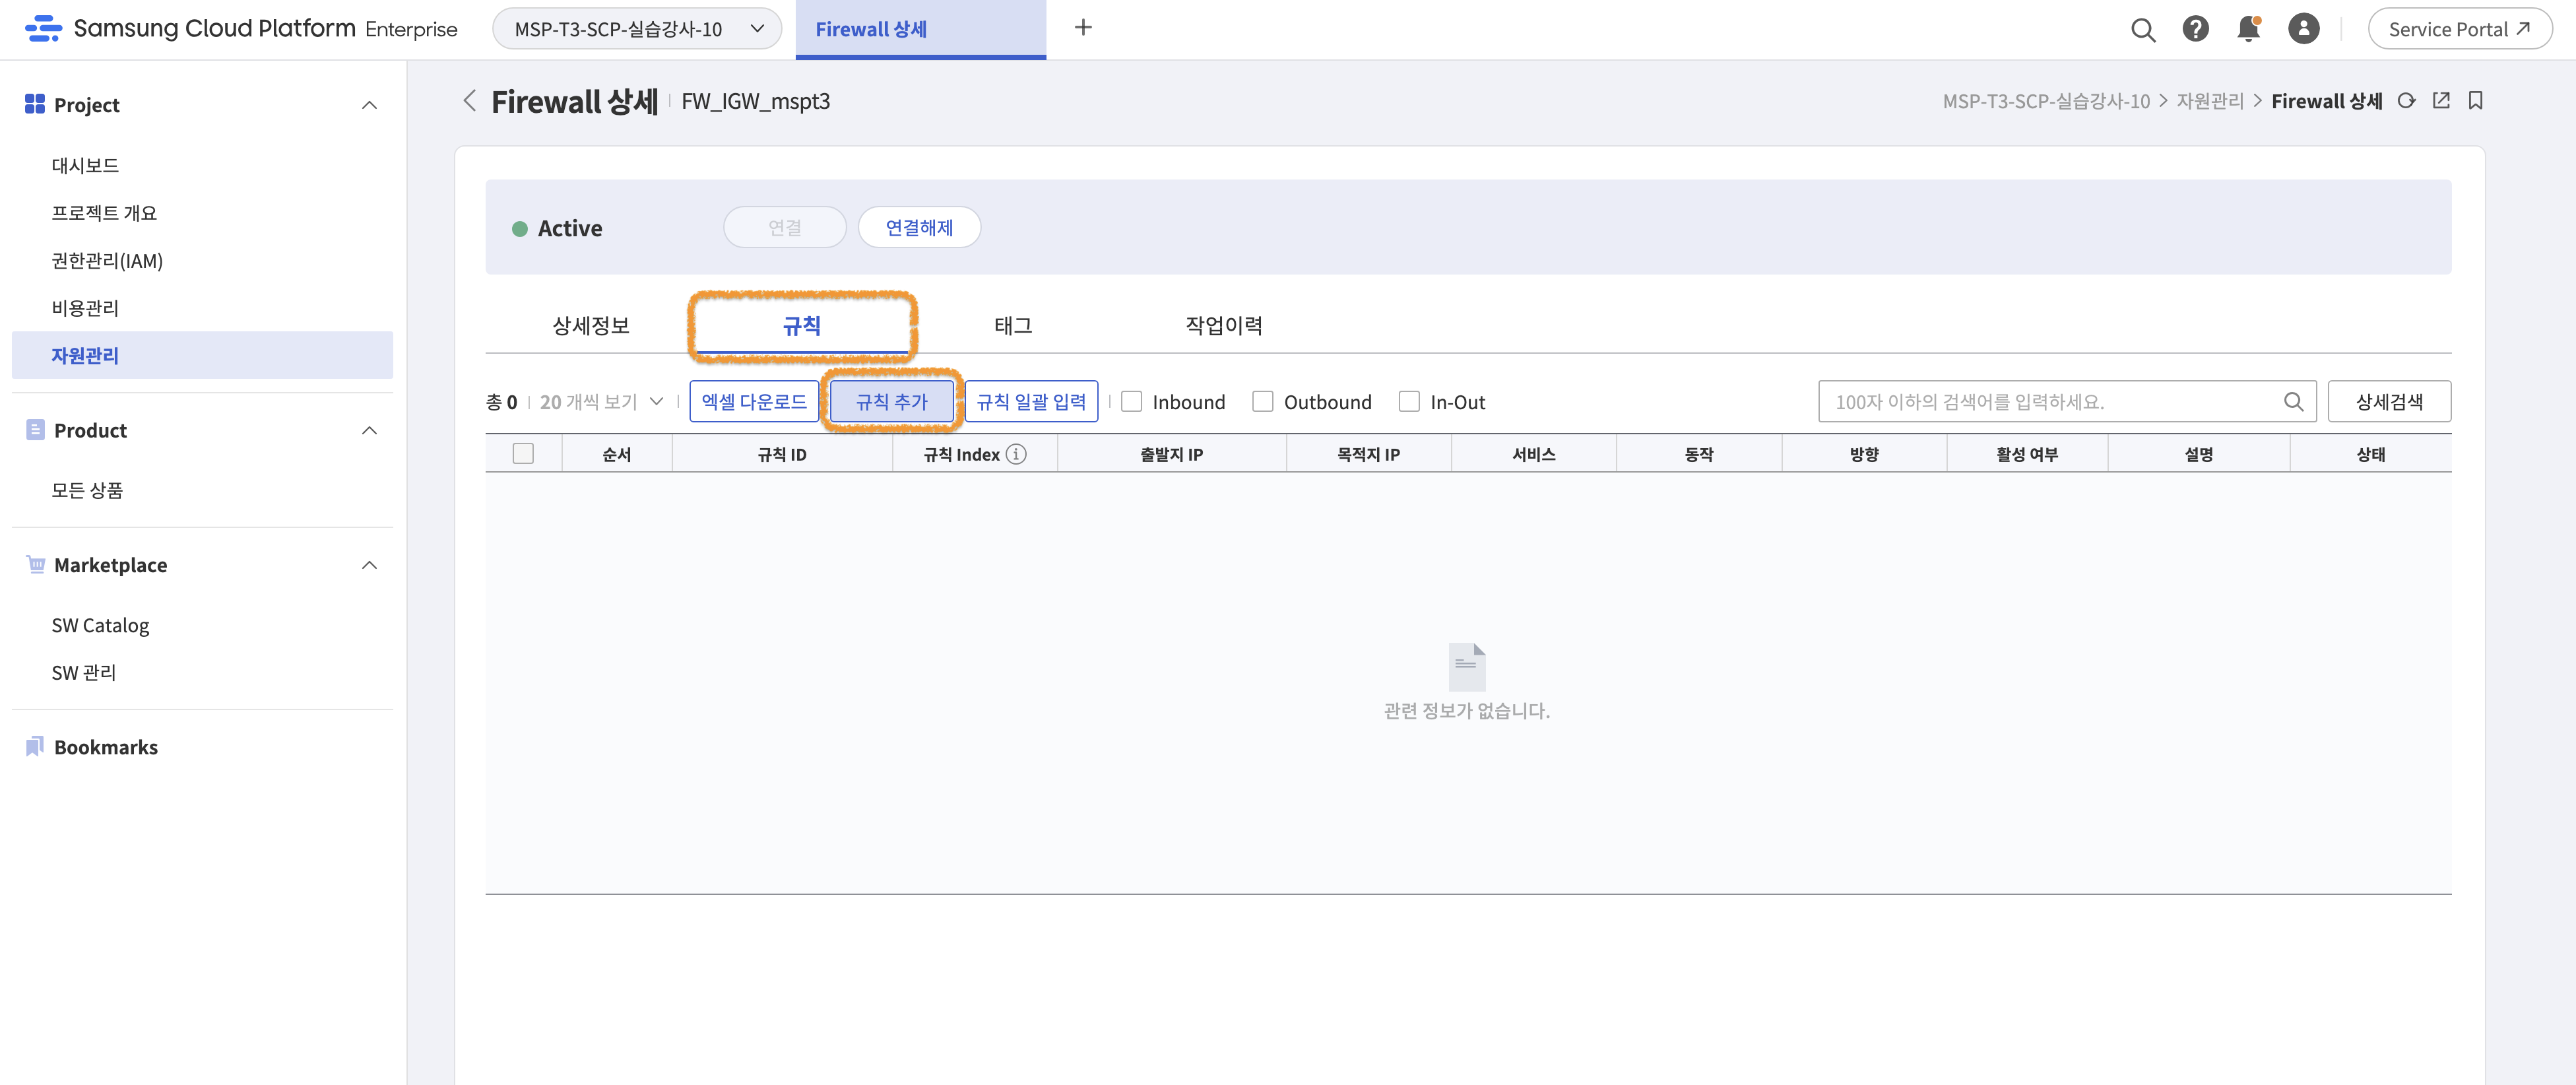 Samsung Cloud Platform Enterprise
MSP-T3-SCP-실습강사-10
Firewall 상세
Service Portal
Project
대시보드
프로젝트 개요
권한관리(IAM)
비용관리
자원관리
Product
모든 상품
Marketplace
SW Catalog
SW 관리
Bookmarks
Firewall 상세 FW_IGW_mspt3
MSP-T3-SCP-실습강사-10 > 자원관리 > Firewall 상세
Active 연결 연결해제
상세정보 규칙 태그 작업이력
총 0 20 개씩 보기 엑셀 다운로드 규칙 추가 규칙 일괄 입력 Inbound Outbound In-Out 100자 이하의 검색어를 입력하세요. 상세검색
순서 규칙 ID 규칙 Index 출발지 IP 목적지 IP 서비스 동작 방향 활성 여부 설명 상태
관련 정보가 없습니다.